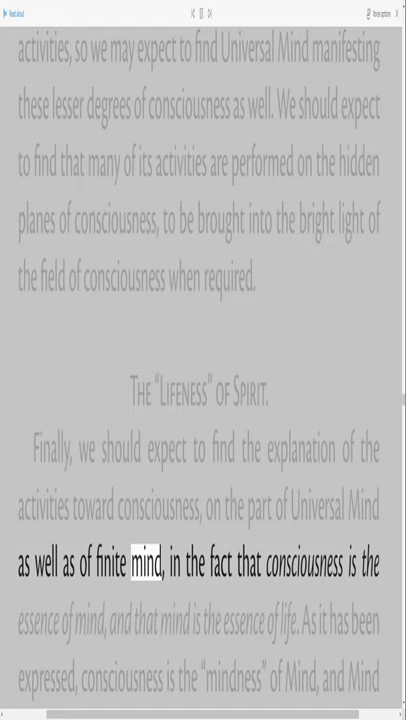 Read aloud
Voice options
activities, so we may expect to find Universal Mind manifesting
these lesser degrees of consciousness as well. We should expect
to find that many of its activities are performed on the hidden
planes of consciousness, to be brought into the bright light of
the field of consciousness when required.
The “Lifeness” of Spirit.
Finally, we should expect to find the explanation of the
activities toward consciousness, on the part of Universal Mind
as well as of finite mind, in the fact that consciousness is the
essence of mind, and that mind is the essence of life. As it has been
expressed, consciousness is the “mindness” of Mind, and Mind